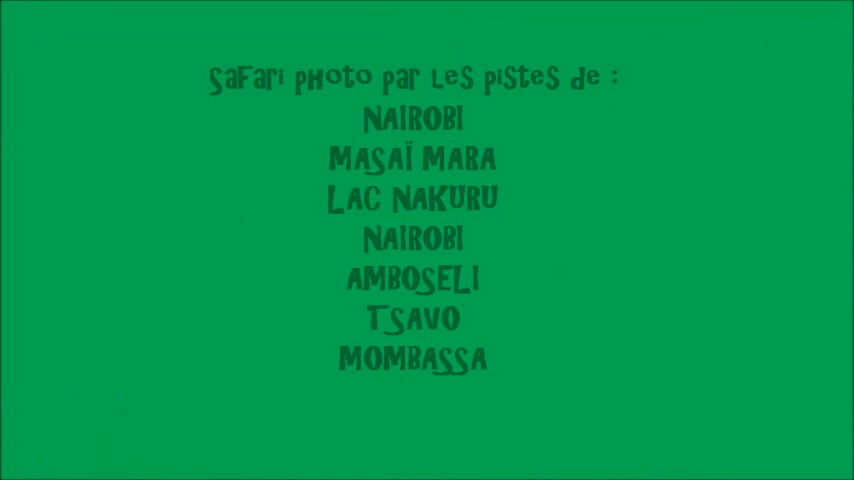 Safari photo par les pistes de :
NAIROBI
MASAÏ MARA
LAC NAKURU
NAIROBI
AMBOSELI
TSAVO
MOMBASSA